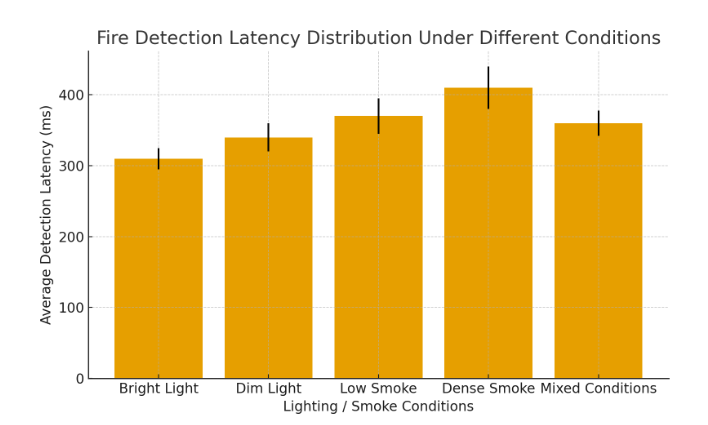 Fire Detection Latency Distribution Under Different Conditions
Average Detection Latency (ms)
400
300
200
100
0
Bright Light Dim Light Low Smoke Dense Smoke Mixed Conditions
Lighting / Smoke Conditions